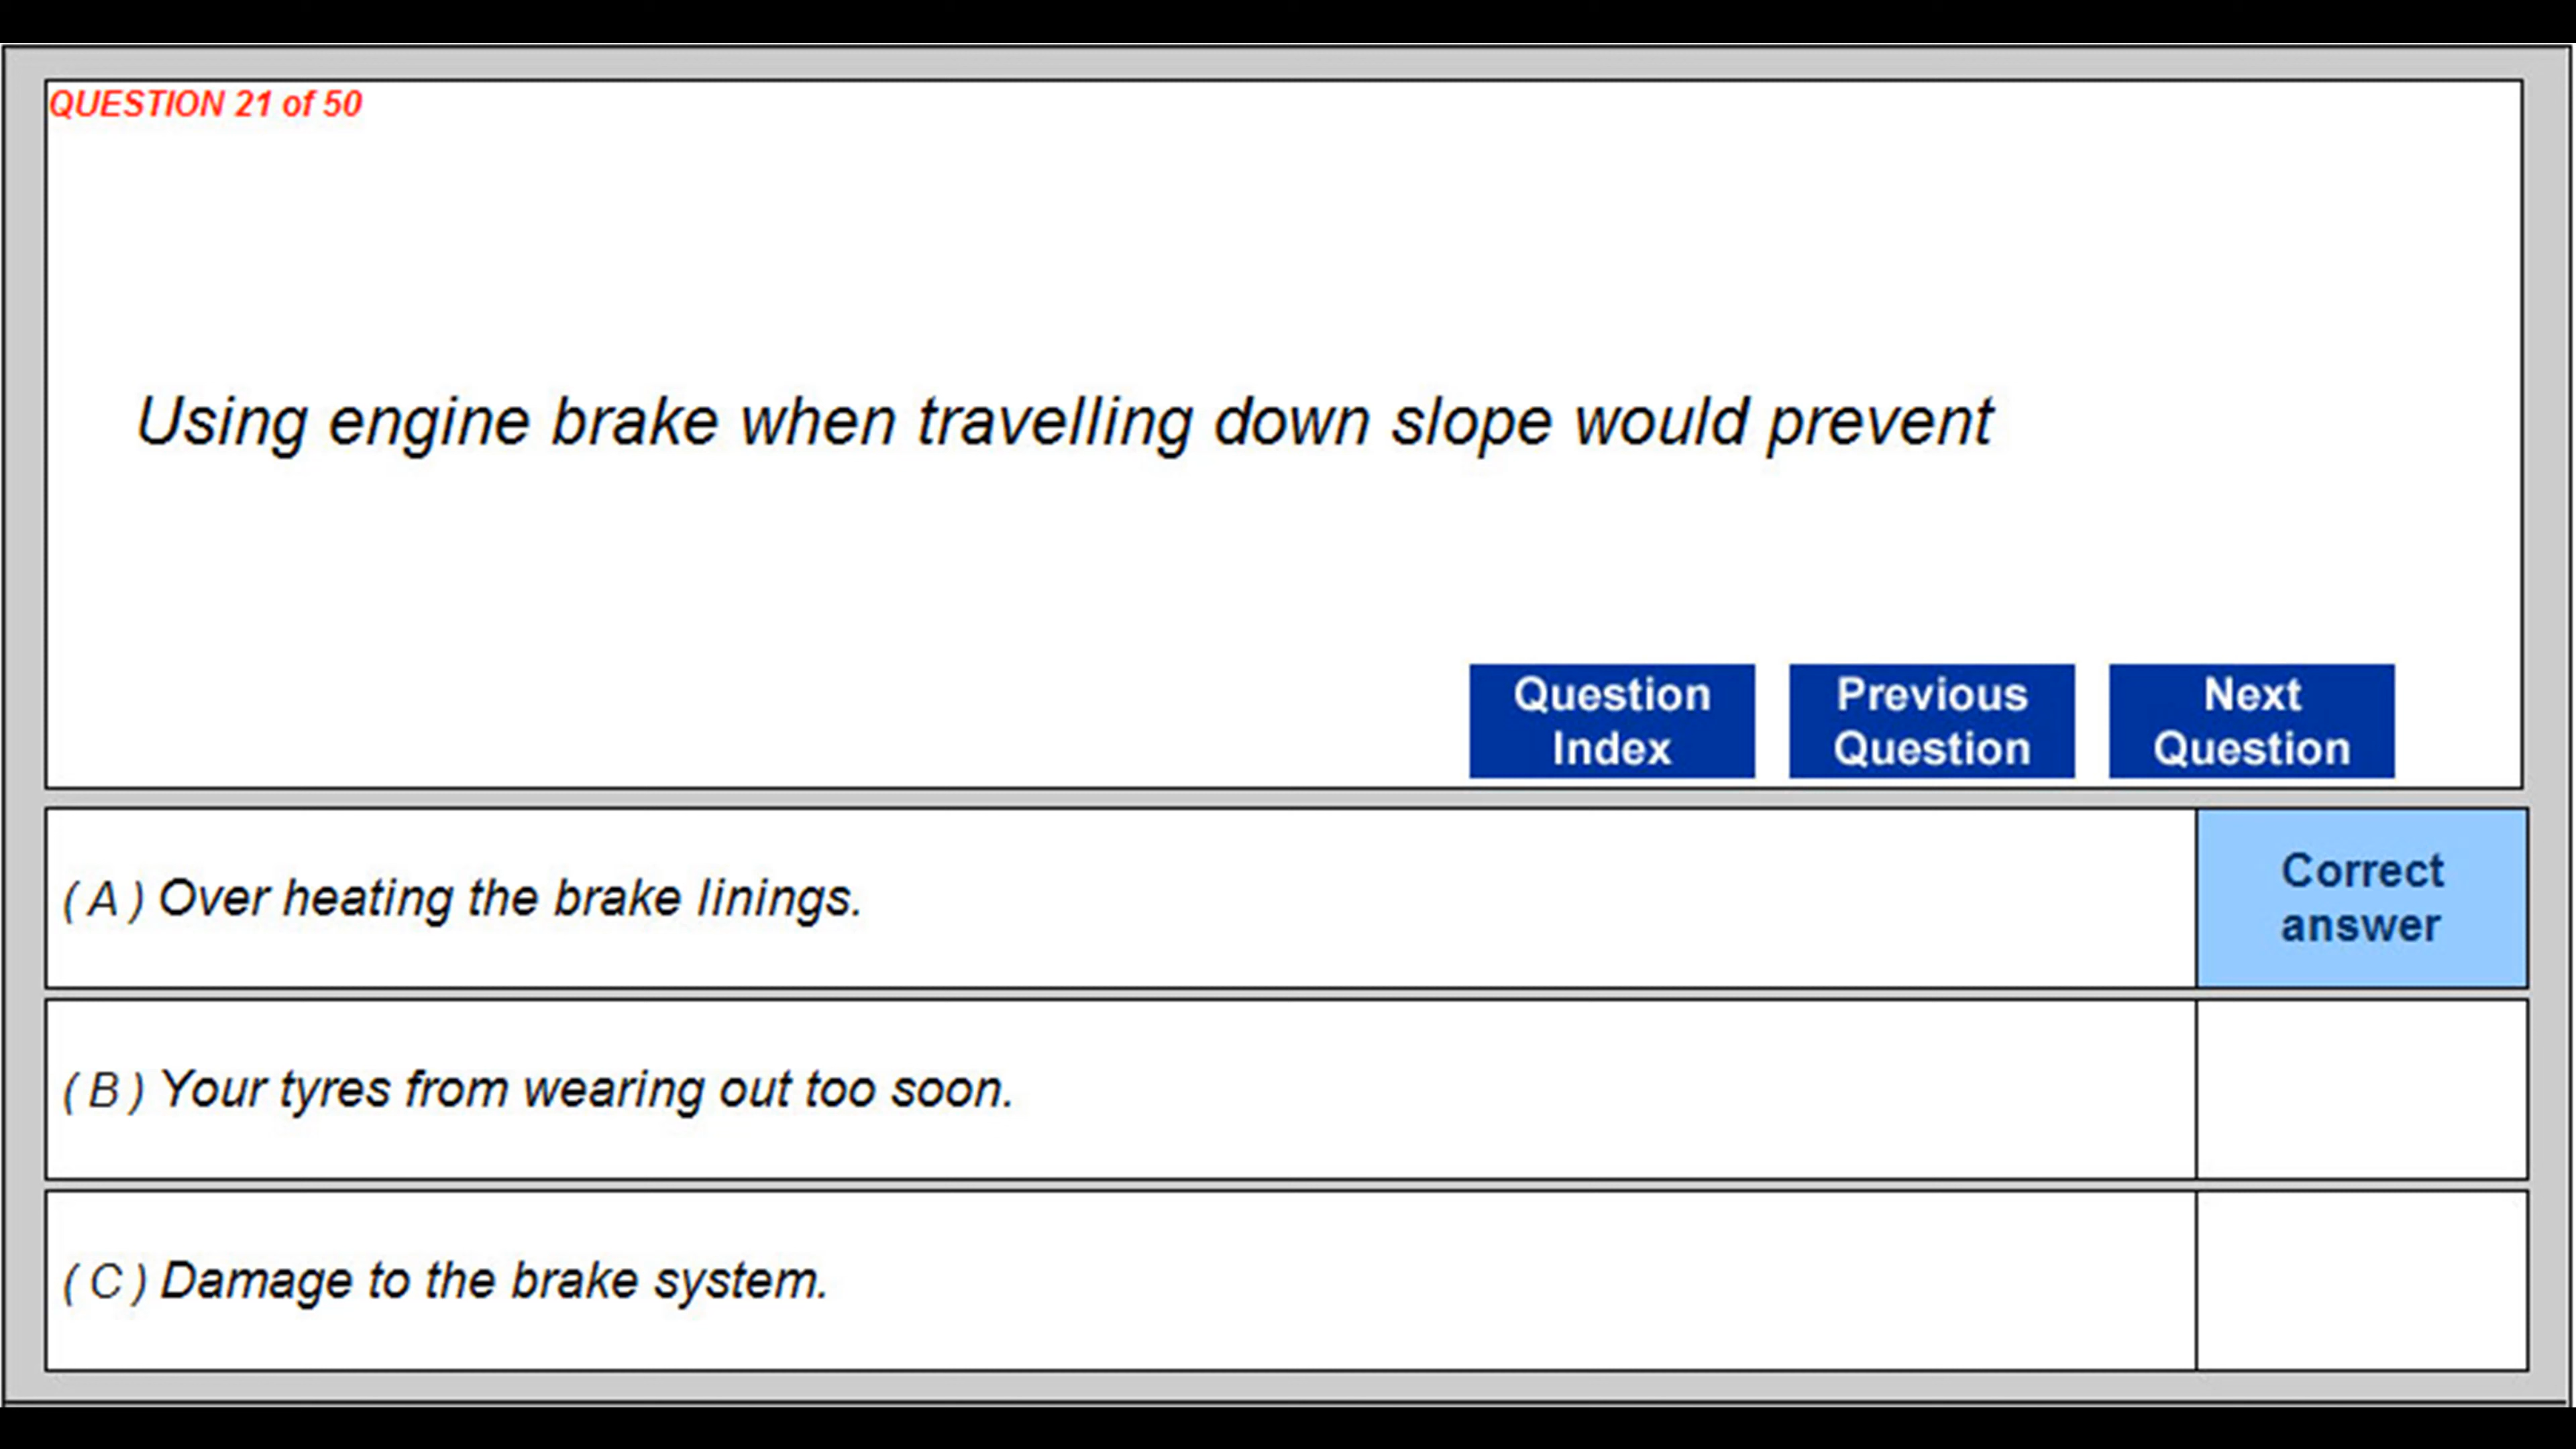 QUESTION 21 of 50
Using engine brake when travelling down slope would prevent
Question
Index
Previous
Question
Next
Question
( A ) Over heating the brake linings.
Correct
answer
( B ) Your tyres from wearing out too soon.
( C ) Damage to the brake system.